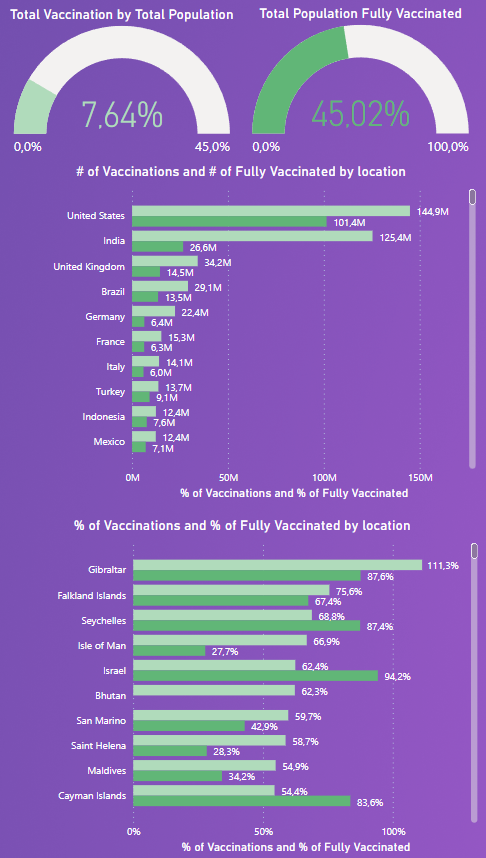 Total Vaccination by Total Population
Total Population Fully Vaccinated
7,64%
45,02%
0,0%
45,0%
0,0%
100,0%
# of Vaccinations and # of Fully Vaccinated by location
United States
144,9M
101,4M
India
125,4M
26,6M
United Kingdom
34,2M
14,5M
Brazil
29,1M
13,5M
Germany
22,4M
6,4M
France
15,3M
6,3M
Italy
14,1M
6,0M
Turkey
13,7M
9,1M
Indonesia
12,4M
7,6M
Mexico
12,4M
7,1M
0M
50M
100M
150M
% of Vaccinations and % of Fully Vaccinated
% of Vaccinations and % of Fully Vaccinated by location
Gibraltar
111,3%
87,6%
Falkland Islands
75,6%
67,4%
Seychelles
68,8%
87,4%
Isle of Man
66,9%
27,7%
Israel
62,4%
94,2%
Bhutan
62,3%
San Marino
59,7%
42,9%
Saint Helena
58,7%
28,3%
Maldives
54,9%
34,2%
Cayman Islands
54,4%
83,6%
0%
50%
100%
% of Vaccinations and % of Fully Vaccinated